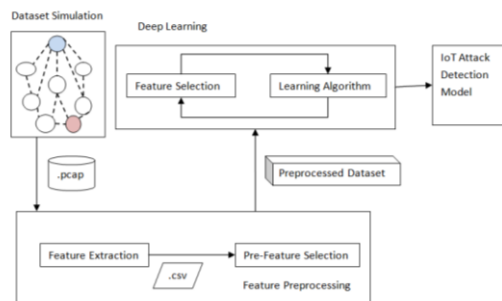 Dataset Simulation
Deep Learning
Feature Selection
Learning Algorithm
IoT Attack
Detection
Model
.pcap
Preprocessed Dataset
Feature Extraction
.csv
Pre-Feature Selection
Feature Preprocessing